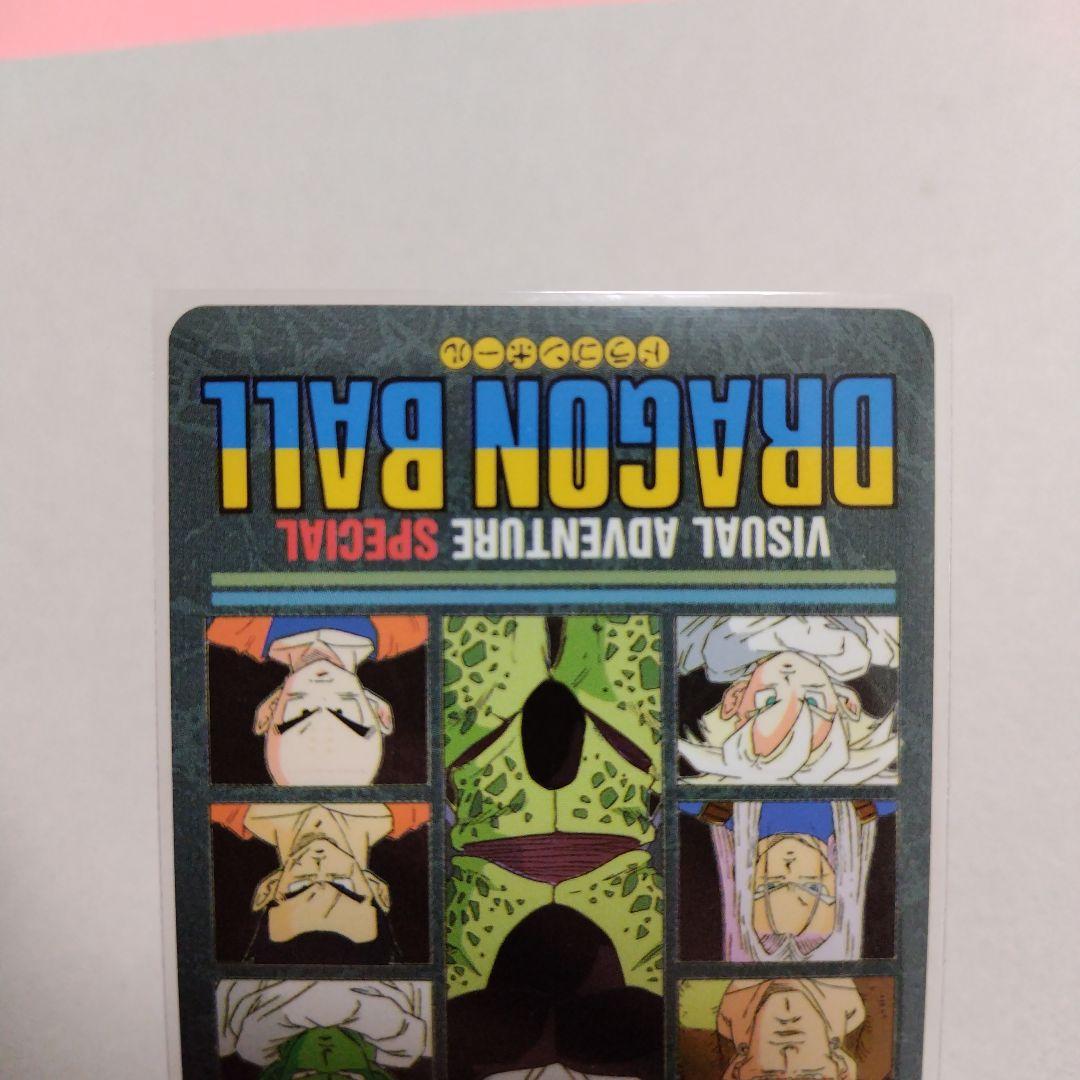 ドラゴンボール
DRAGON BALL
VISUAL ADVENTURE SPECIAL